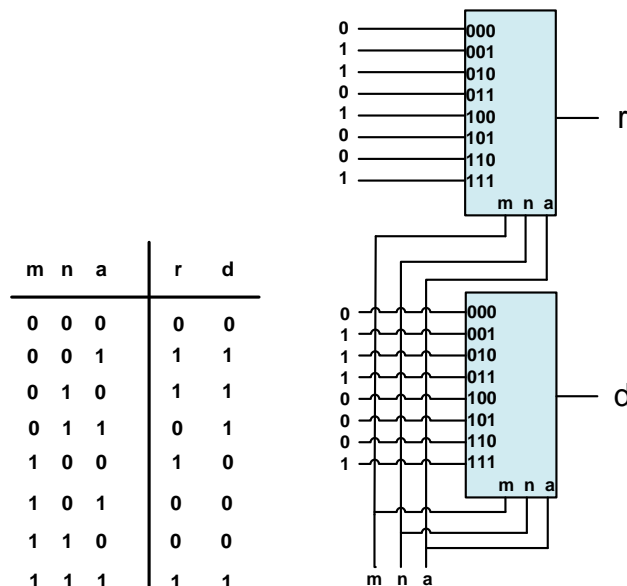 0 000
1 001
1 010
0 011
1 100
0 101
0 110
1 111
m n a
r
0 000
1 001
1 010
1 011
0 100
0 101
0 110
1 111
m n a
d
m n a
m n a r d
0 0 0 0 0
0 0 1 1 1
0 1 0 1 1
0 1 1 0 1
1 0 0 1 0
1 0 1 0 0
1 1 0 0 0
1 1 1 1 1